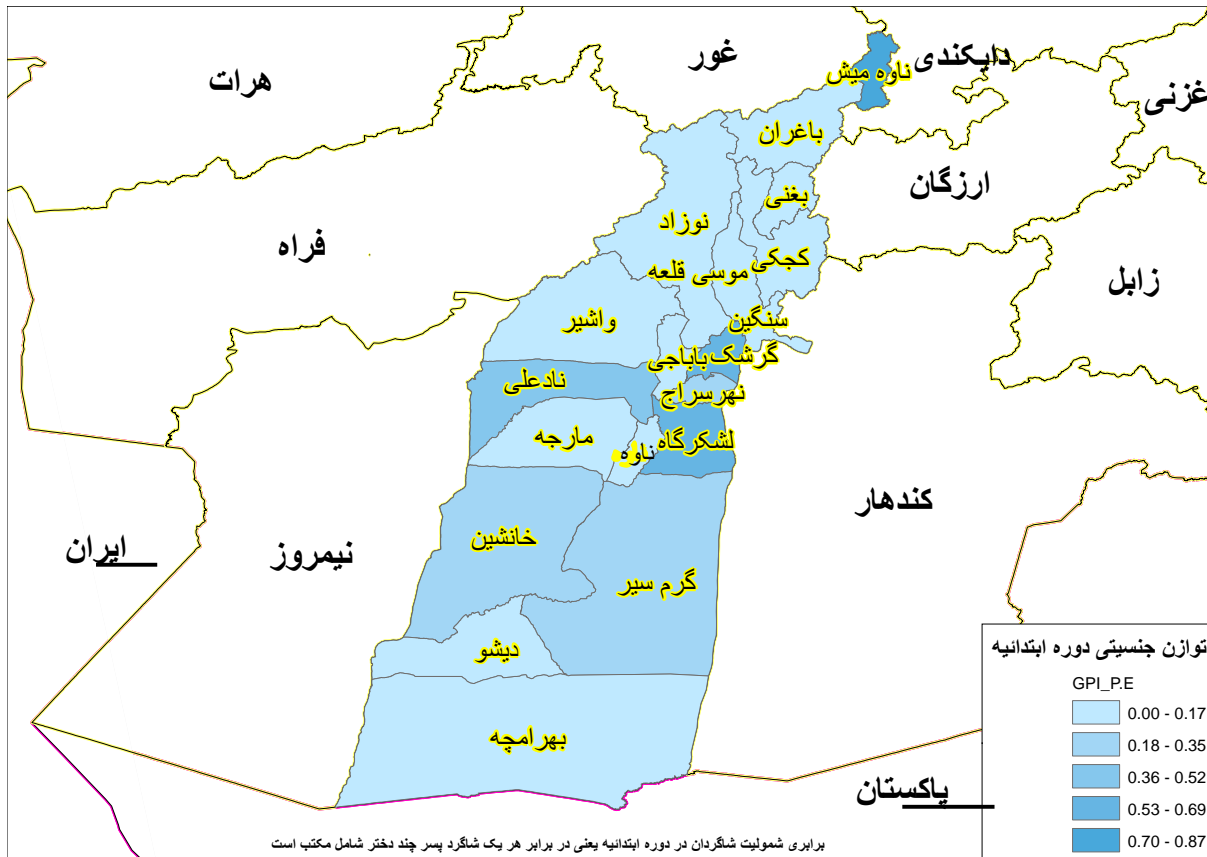 غور
دایکندی
هرات
ناوه میش
غزنی
باغران
ارزگان
بغنی
نوزاد
فراه
کجکی
موسی قلعه
زابل
سنگین
واشیر
گرشک
باباجی
نادعلی
نهرسراج
مارجه
لشکرگاه
ناوه
کندهار
خانشین
ایران
نیمروز
گرم سیر
دیشو
توازن جنسیتی دوره ابتدائیه
GPI_P.E
0.00 - 0.17
0.18 - 0.35
0.36 - 0.52
0.53 - 0.69
0.70 - 0.87
بهرامچه
پاکستان
برابری شمولیت شاگردان در دوره ابتدائیه یعنی در برابر هر یک شاگرد پسر چند دختر شامل مکتب است